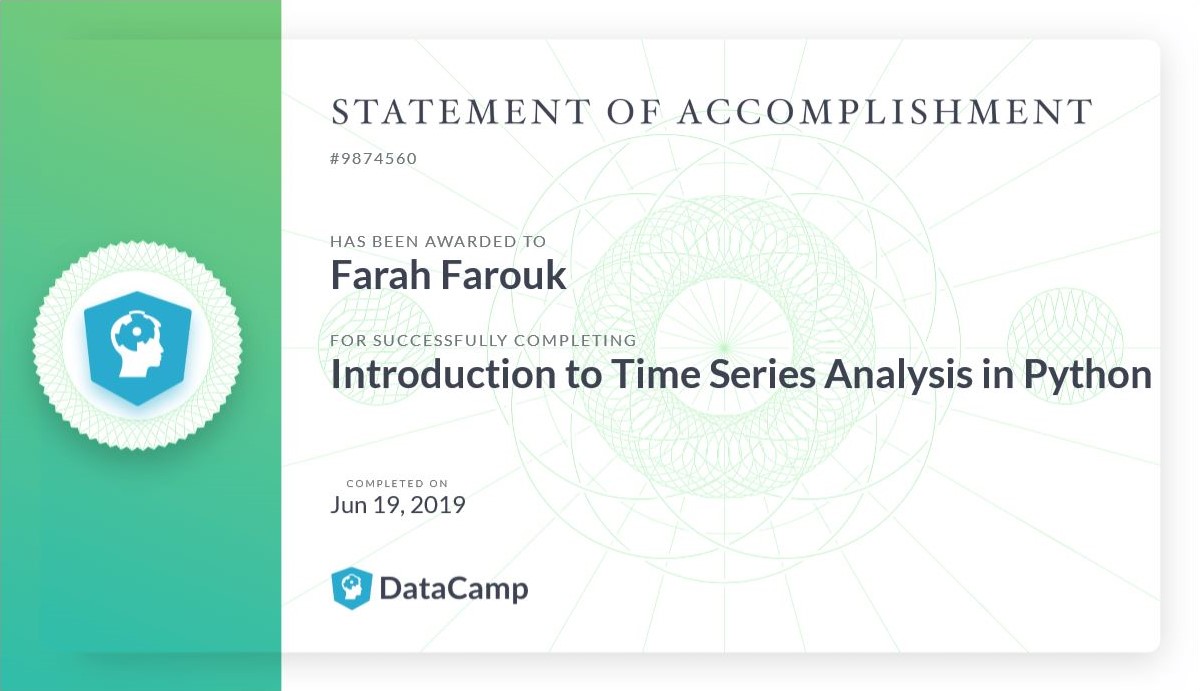 STATEMENT OF ACCOMPLISHMENT
#9874560
HAS BEEN AWARDED TO
Farah Farouk
FOR SUCCESSFULLY COMPLETING
Introduction to Time Series Analysis in Python
COMPLETED ON
Jun 19, 2019
DataCamp